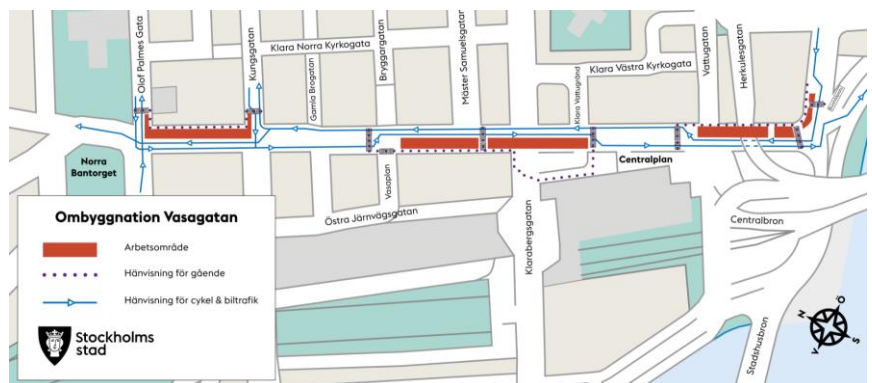 Olof Palmes Gata
Kungsgatan
Klara Norra Kyrkogata
Gamla Brogatan
Bryggargatan
Mäster Samuelsgatan
Klara Vattugränd
Klara Västra Kyrkogata
Vattugatan
Herkulesgatan
Norra
Bantorget
Vasaplan
Östra Järnvägsgatan
Klarabergsgatan
Centralplan
Centralbron
Stadshusbron
N
Ö
V
S
Ombyggnation Vasagatan
Arbetsområde
Hänvisning för gående
Hänvisning för cykel & biltrafik
Stockholms
stad